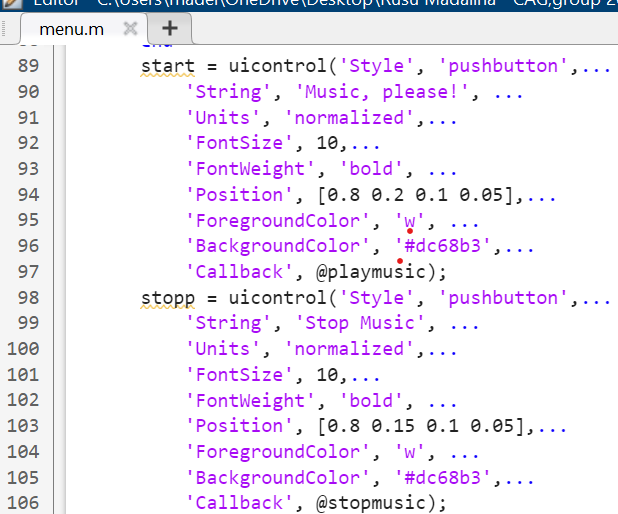 Editor - C:\Users\mader\OneDrive\Desktop\Rusu Madalina - CAG,group 20
menu.m
end
89 start = uicontrol('Style', 'pushbutton',...
90 'String', 'Music, please!', ...
91 'Units', 'normalized',...
92 'FontSize', 10,...
93 'FontWeight', 'bold', ...
94 'Position', [0.8 0.2 0.1 0.05],...
95 'ForegroundColor', 'w', ...
96 'BackgroundColor', '#dc68b3',...
97 'Callback', @playmusic);
98 stopp = uicontrol('Style', 'pushbutton',...
99 'String', 'Stop Music', ...
100 'Units', 'normalized',...
101 'FontSize', 10,...
102 'FontWeight', 'bold', ...
103 'Position', [0.8 0.15 0.1 0.05],...
104 'ForegroundColor', 'w', ...
105 'BackgroundColor', '#dc68b3',...
106 'Callback', @stopmusic);